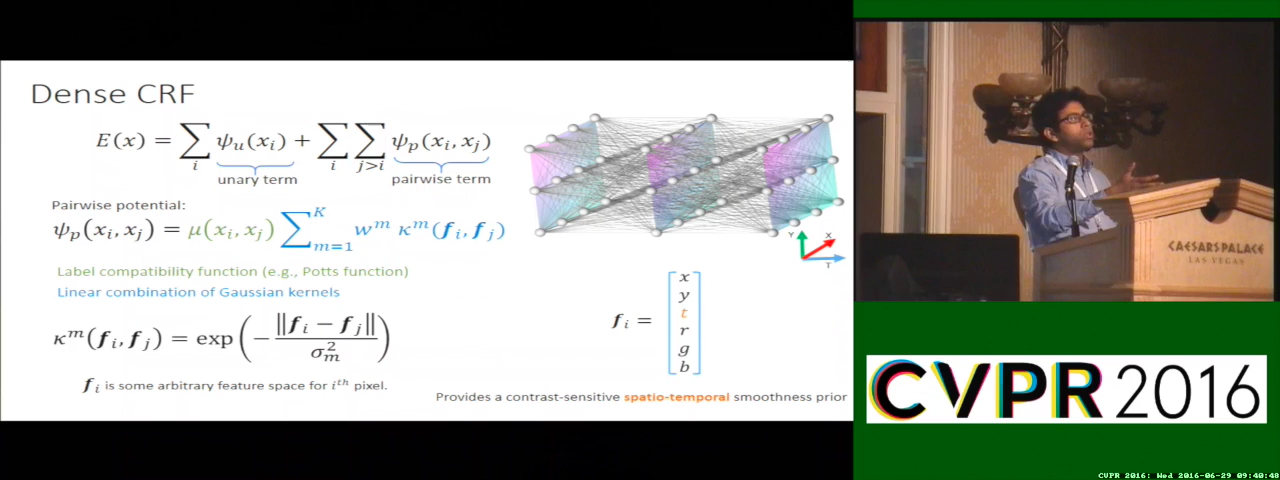 Dense CRF
E(x) = ∑_i ψ_u(x_i) + ∑_i ∑_{j>i} ψ_p(x_i, x_j)
unary term
pairwise term
Pairwise potential:
ψ_p(x_i, x_j) = μ(x_i, x_j) ∑_{m=1}^{K} w^m κ^m(f_i, f_j)
Label compatibility function (e.g., Potts function)
Linear combination of Gaussian kernels
κ^m(f_i, f_j) = exp(−‖f_i − f_j‖ / σ_m^2)
f_i is some arbitrary feature space for i^th pixel.
Y
X
T
f_i = [x
y
t
r
g
b]
Provides a contrast-sensitive spatio-temporal smoothness prior
CAESARS PALACE
LAS VEGAS
CVPR 2016
CVPR 2016: Wed 2016-06-29 09:40:48